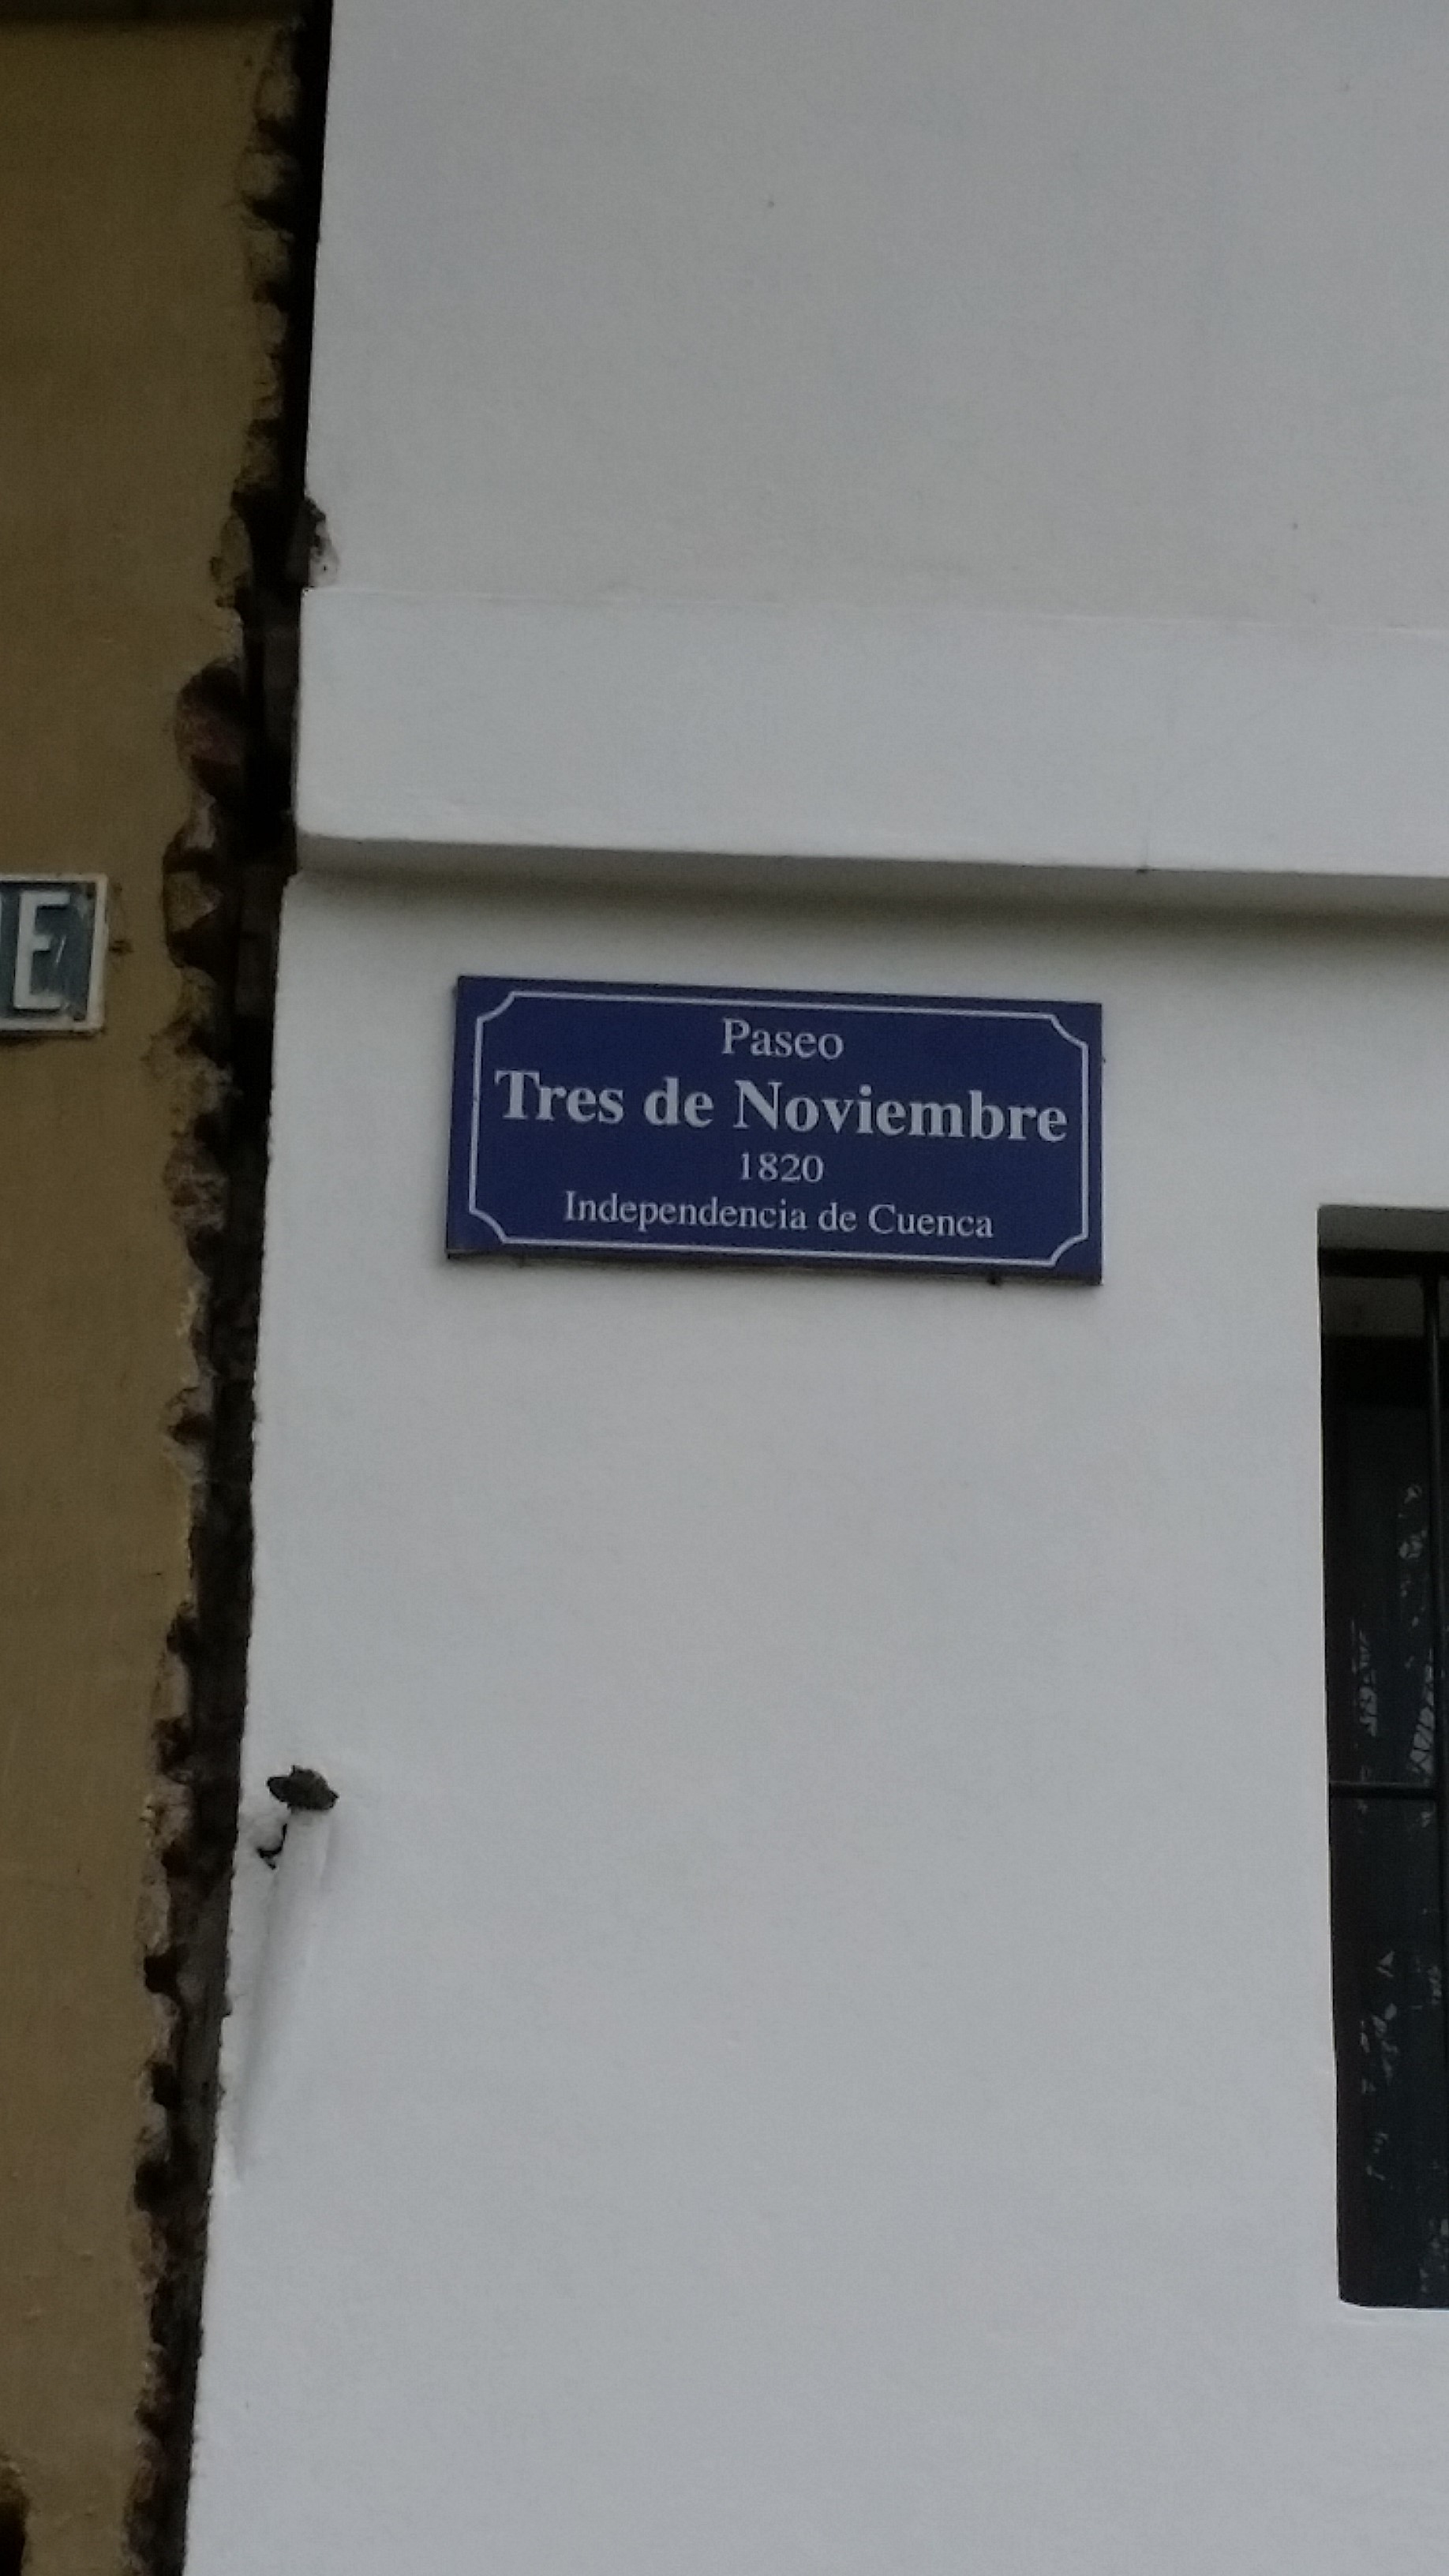 Paseo
Tres de Noviembre
1820
Independencia de Cuenca
E